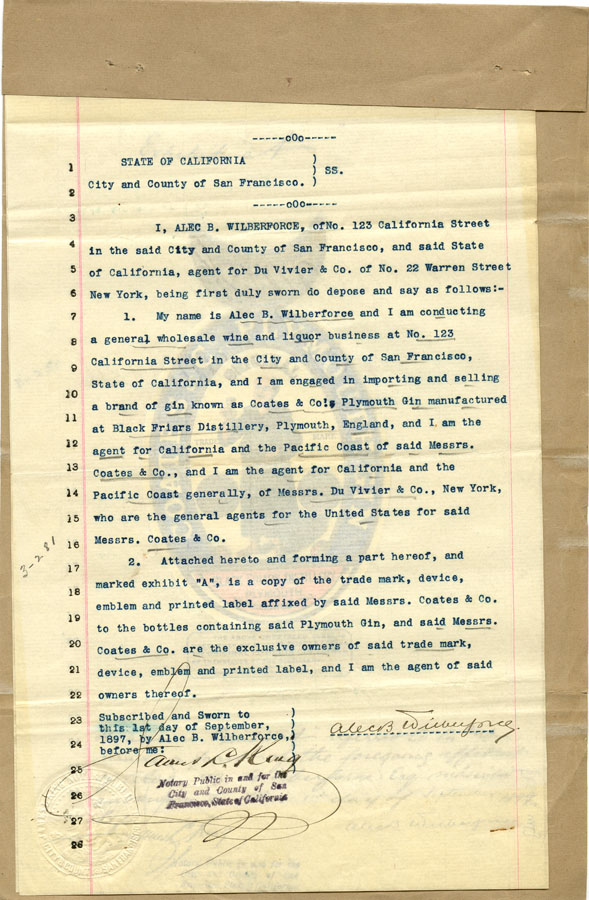 -----oOo-----
1 STATE OF CALIFORNIA )
) SS.
City and County of San Francisco. )
2
-----oOo-----
3 I, ALEC B. WILBERFORCE, ofNo. 123 California Street
4 in the said City and County of San Francisco, and said State
5 of California, agent for Du Vivier & Co. of No. 22 Warren Street
6 New York, being first duly sworn do depose and say as follows:-
7 1. My name is Alec B. Wilberforce and I am conducting
8 a general wholesale wine and liquor business at No. 123
9 California Street in the City and County of San Francisco,
State of California, and I am engaged in importing and selling
10 a brand of gin known as Coates & Co's Plymouth Gin manufactured
11 at Black Friars Distillery, Plymouth, England, and I am the
12 agent for California and the Pacific Coast of said Messrs.
13 Coates & Co., and I am the agent for California and the
14 Pacific Coast generally, of Messrs. Du Vivier & Co., New York,
15 who are the general agents for the United States for said
16 Messrs. Coates & Co.
3-281
17 2. Attached hereto and forming a part hereof, and
marked exhibit "A", is a copy of the trade mark, device,
18 emblem and printed label affixed by said Messrs. Coates & Co.
19 to the bottles containing said Plymouth Gin, and said Messrs.
20 Coates & Co. are the exclusive owners of said trade mark,
21 device, emblem and printed label, and I am the agent of said
22 owners thereof.
23 Subscribed and Sworn to )
this 1st day of September, )
24 1897, by Alec B. Wilberforce, )
before me: )
Alec B Wilberforce
25 James L. King
26 Notary Public in and for the
City and County of San
Francisco, State of California
27
28